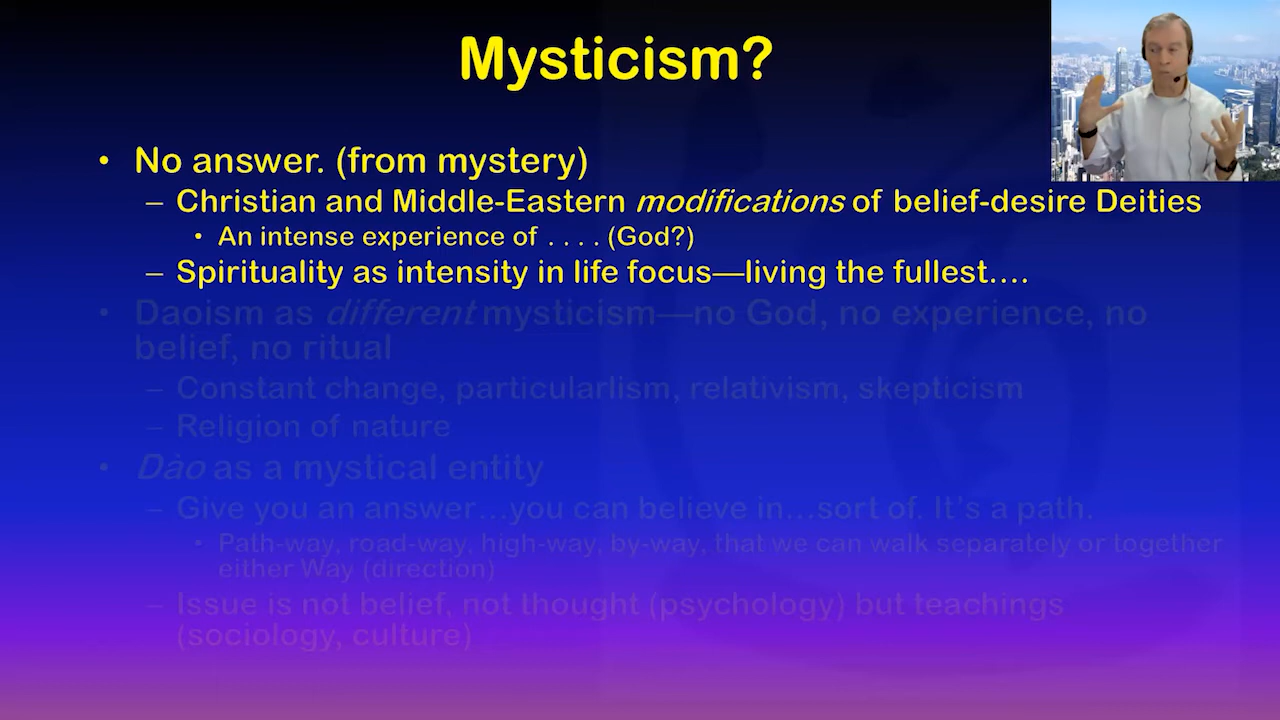 Mysticism?
• No answer. (from mystery)
– Christian and Middle-Eastern modifications of belief-desire Deities
• An intense experience of . . . . (God?)
– Spirituality as intensity in life focus—living the fullest....
• Daoism as different mysticism—no God, no experience, no
belief, no ritual
– Constant change, particularlism, relativism, skepticism
– Religion of nature
• Dào as a mystical entity
– Give you an answer...you can believe in...sort of. It's a path.
• Path-way, road-way, high-way, by-way, that we can walk separately or together
either Way (direction)
– Issue is not belief, not thought (psychology) but teachings
(sociology, culture)